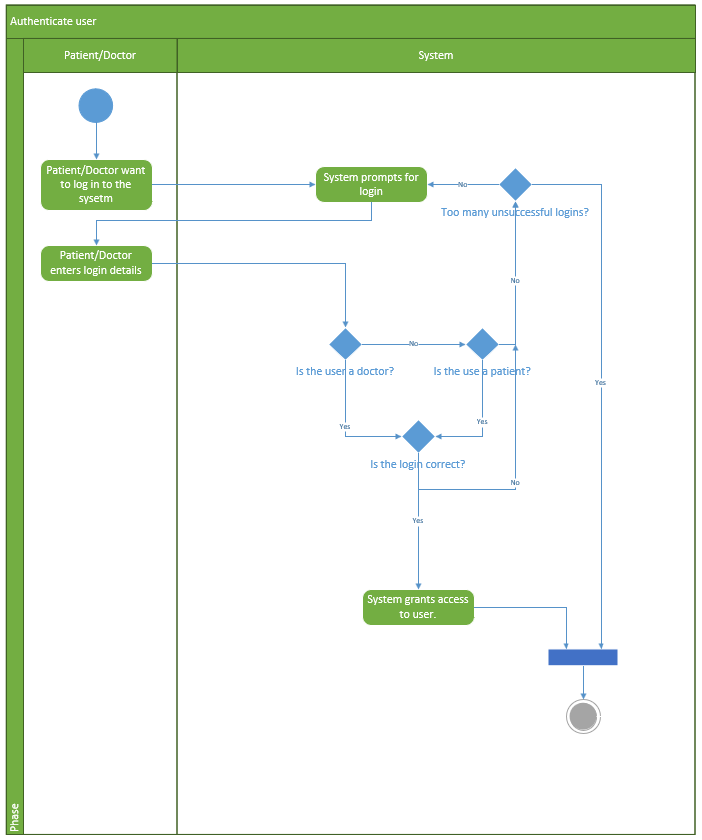 Authenticate user
Patient/Doctor
System
Patient/Doctor want
to log in to the
sysetm
System prompts for
login
No
Too many unsuccessful logins?
Patient/Doctor
enters login details
No
No
Is the user a doctor?
Is the use a patient?
Yes
Yes
Yes
Is the login correct?
No
Yes
System grants access
to user.
Phase